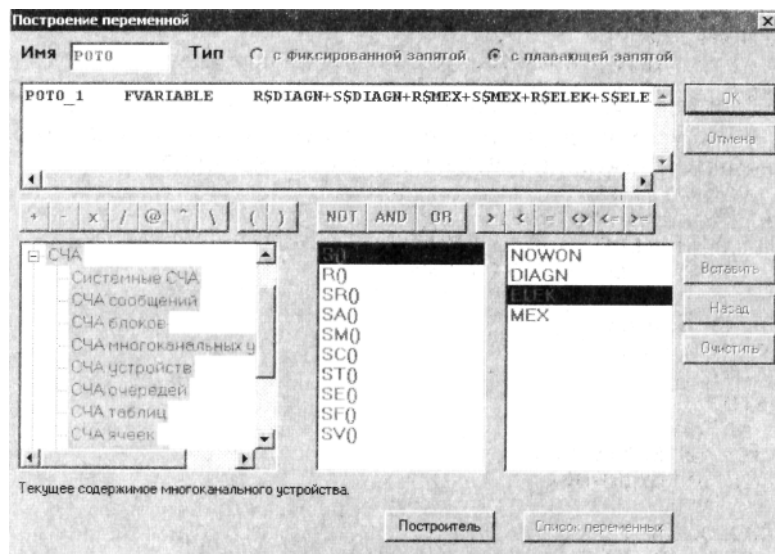 Построение переменной
Имя POTO Тип с фиксированной запятой с плавающей запятой
POTO_1 FVARIABLE R$DIAGN+S$DIAGN+R$MEX+S$MEX+R$ELEK+S$ELE
OK
Отмена
+ - x / @ ^ \ ( ) NOT AND OR > < = <> <= >=
СЧА
Системные СЧА
СЧА сообщений
СЧА блоков
СЧА многоканальных у
СЧА устройств
СЧА очередей
СЧА таблиц
СЧА ячеек
S()
R()
SR()
SA()
SM()
SC()
ST()
SE()
SF()
SV()
NOWON
DIAGN
ELEK
MEX
Вставить
Назад
Очистить
Текущее содержимое многоканального устройства.
Построитель Список переменных